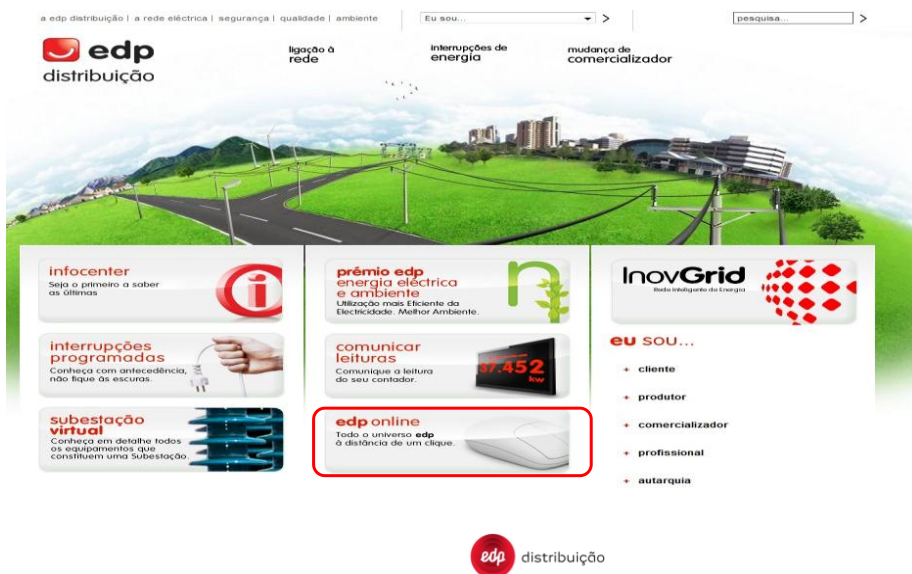 a edp distribuição | a rede eléctrica | segurança | qualidade | ambiente
Eu sou...
>
pesquisa...
>
edp
distribuição
ligação à
rede
interrupções de
energia
mudança de
comercializador
infocenter
Seja o primeiro a saber
as últimas
prémio edp
energia eléctrica
e ambiente
Utilização mais Eficiente da
Electricidade. Melhor Ambiente.
InovGrid
Rede Inteligente de Energia
interrupções
programadas
Conheça com antecedência,
não fique às escuras.
comunicar
leituras
Comunique a leitura
do seu contador.
37.452
kw
eu sou...
+ cliente
+ produtor
+ comercializador
+ profissional
+ autarquia
subestação
virtual
Conheça em detalhe todos
os equipamentos que
constituem uma Subestação.
edp online
Todo o universo edp
à distância de um clique.
edp distribuição